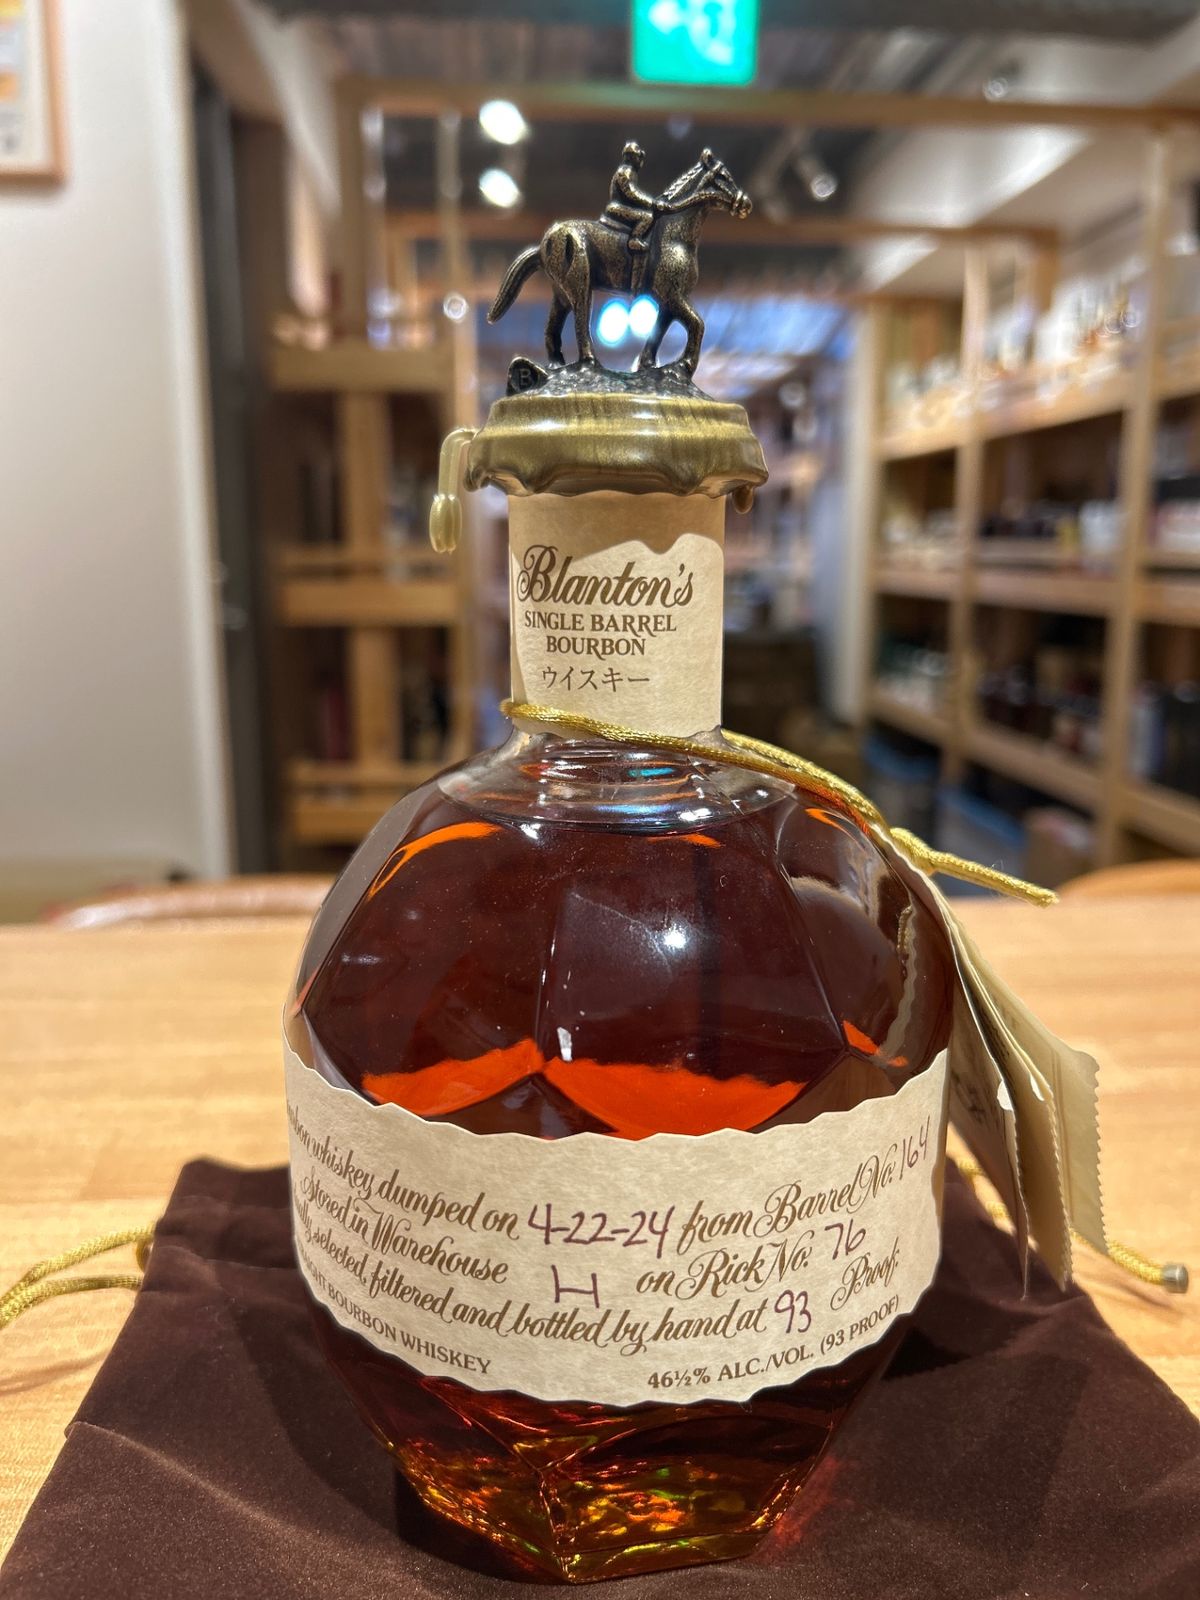 B
Blanton's
SINGLE BARREL
BOURBON
ウイスキー
whiskey dumped on 4-22-24 from Barrel No. 164
Stored in Warehouse H on Rick No. 76
selected, filtered and bottled by hand at 93 Proof.
BOURBON WHISKEY 46½% ALC./VOL. (93 PROOF)